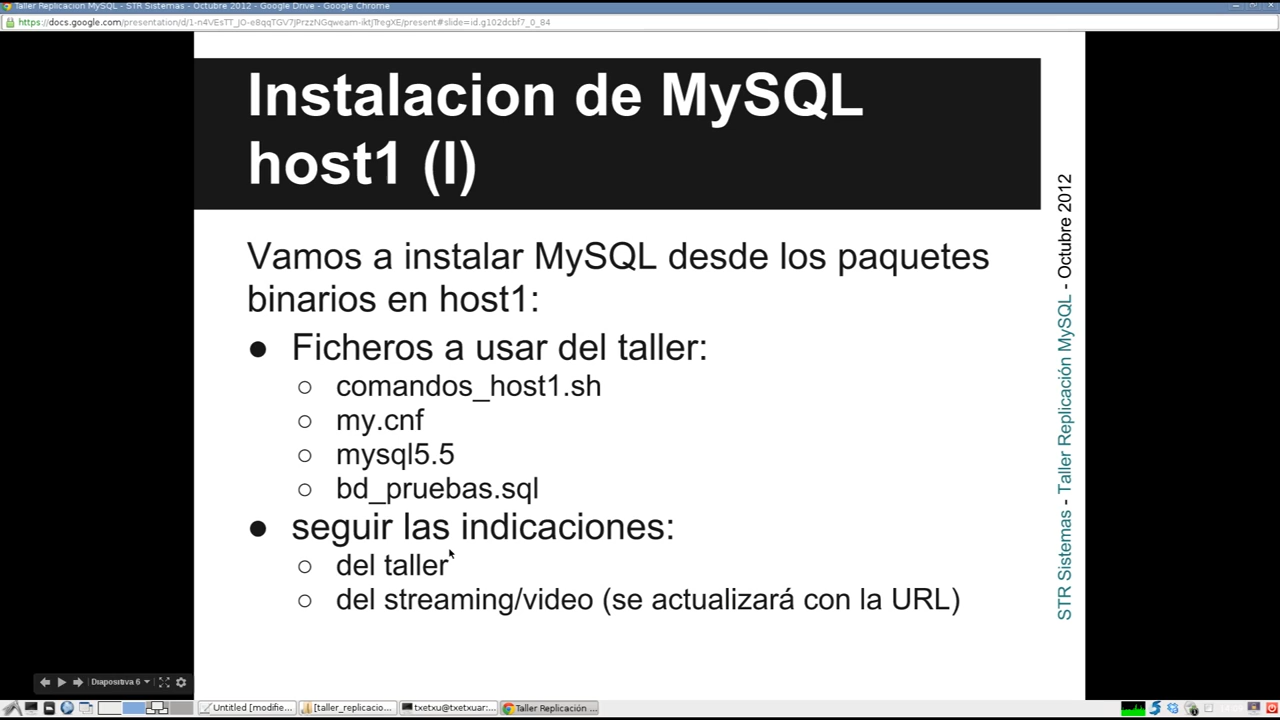 Taller Replicación MySQL - STR Sistemas - Octubre 2012 - Google Drive - Google Chrome
Instalacion de MySQL
host1 (I)
Vamos a instalar MySQL desde los paquetes
binarios en host1:
● Ficheros a usar del taller:
○ comandos_host1.sh
○ my.cnf
○ mysql5.5
○ bd_pruebas.sql
● seguir las indicaciones:
○ del taller
○ del streaming/video (se actualizará con la URL)
STR Sistemas - Taller Replicación MySQL - Octubre 2012
Diapositiva 6
Untitled [modifie...
[taller_replicacio...
txetxu@txetxuar:...
Taller Replicación ...